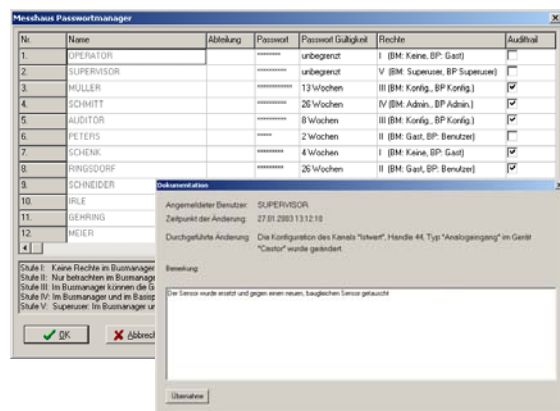 Messhaus Passwortmanager
Nr. Name Abteilung Passwort Passwort Gültigkeit Rechte Audittrail
1. OPERATOR ******** unbegrenzt I (BM: Keine, BP: Gast)
2. SUPERVISOR ******** unbegrenzt V (BM: Superuser, BP Superuser)
3. MÜLLER ************ 13 Wochen III (BM: Konfig., BP Konfig.)
4. SCHMITT ******** 26 Wochen IV (BM: Admin., BP Admin.)
5. AUDITOR ******** 8 Wochen III (BM: Konfig., BP Konfig.)
6. PETERS ***** 2 Wochen II (BM: Gast, BP: Benutzer)
7. SCHENK ******** 4 Wochen I (BM: Keine, BP: Gast)
8. RINGSDORF ******** 26 Wochen II (BM: Gast, BP: Benutzer)
9. SCHNEIDER
10. IRLE
11. GEHRING
12. MEIER
Stufe I: Keine Rechte im Busmanager
Stufe II: Nur betrachten im Busmanage
Stufe III: Im Busmanager können die G
Stufe IV: Im Busmanager und im Basisp
Stufe V: Superuser: Im Busmanager un
OK
Abbrech
Dokumentation
Angemeldeter Benutzer: SUPERVISOR
Zeitpunkt der Änderung: 27.01.2003 13:12:10
Durchgeführte Änderung: Die Konfiguration des Kanals "Istwert", Handle 44, Typ "Analogeingang" im Gerät
"Castor" wurde geändert.
Bemerkung
Der Sensor wurde ersetzt und gegen einen neuen, baugleichen Sensor getauscht!
Übernahme